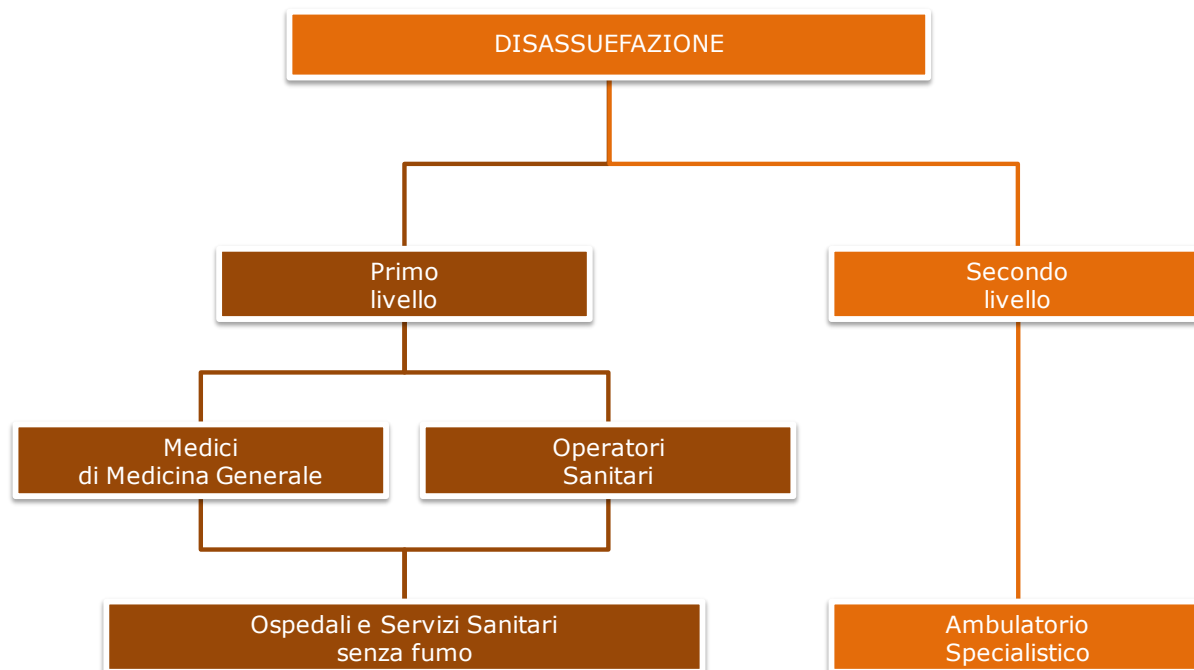 DISASSUEFAZIONE
Primo
livello
Secondo
livello
Medici
di Medicina Generale
Operatori
Sanitari
Ospedali e Servizi Sanitari
senza fumo
Ambulatorio
Specialistico